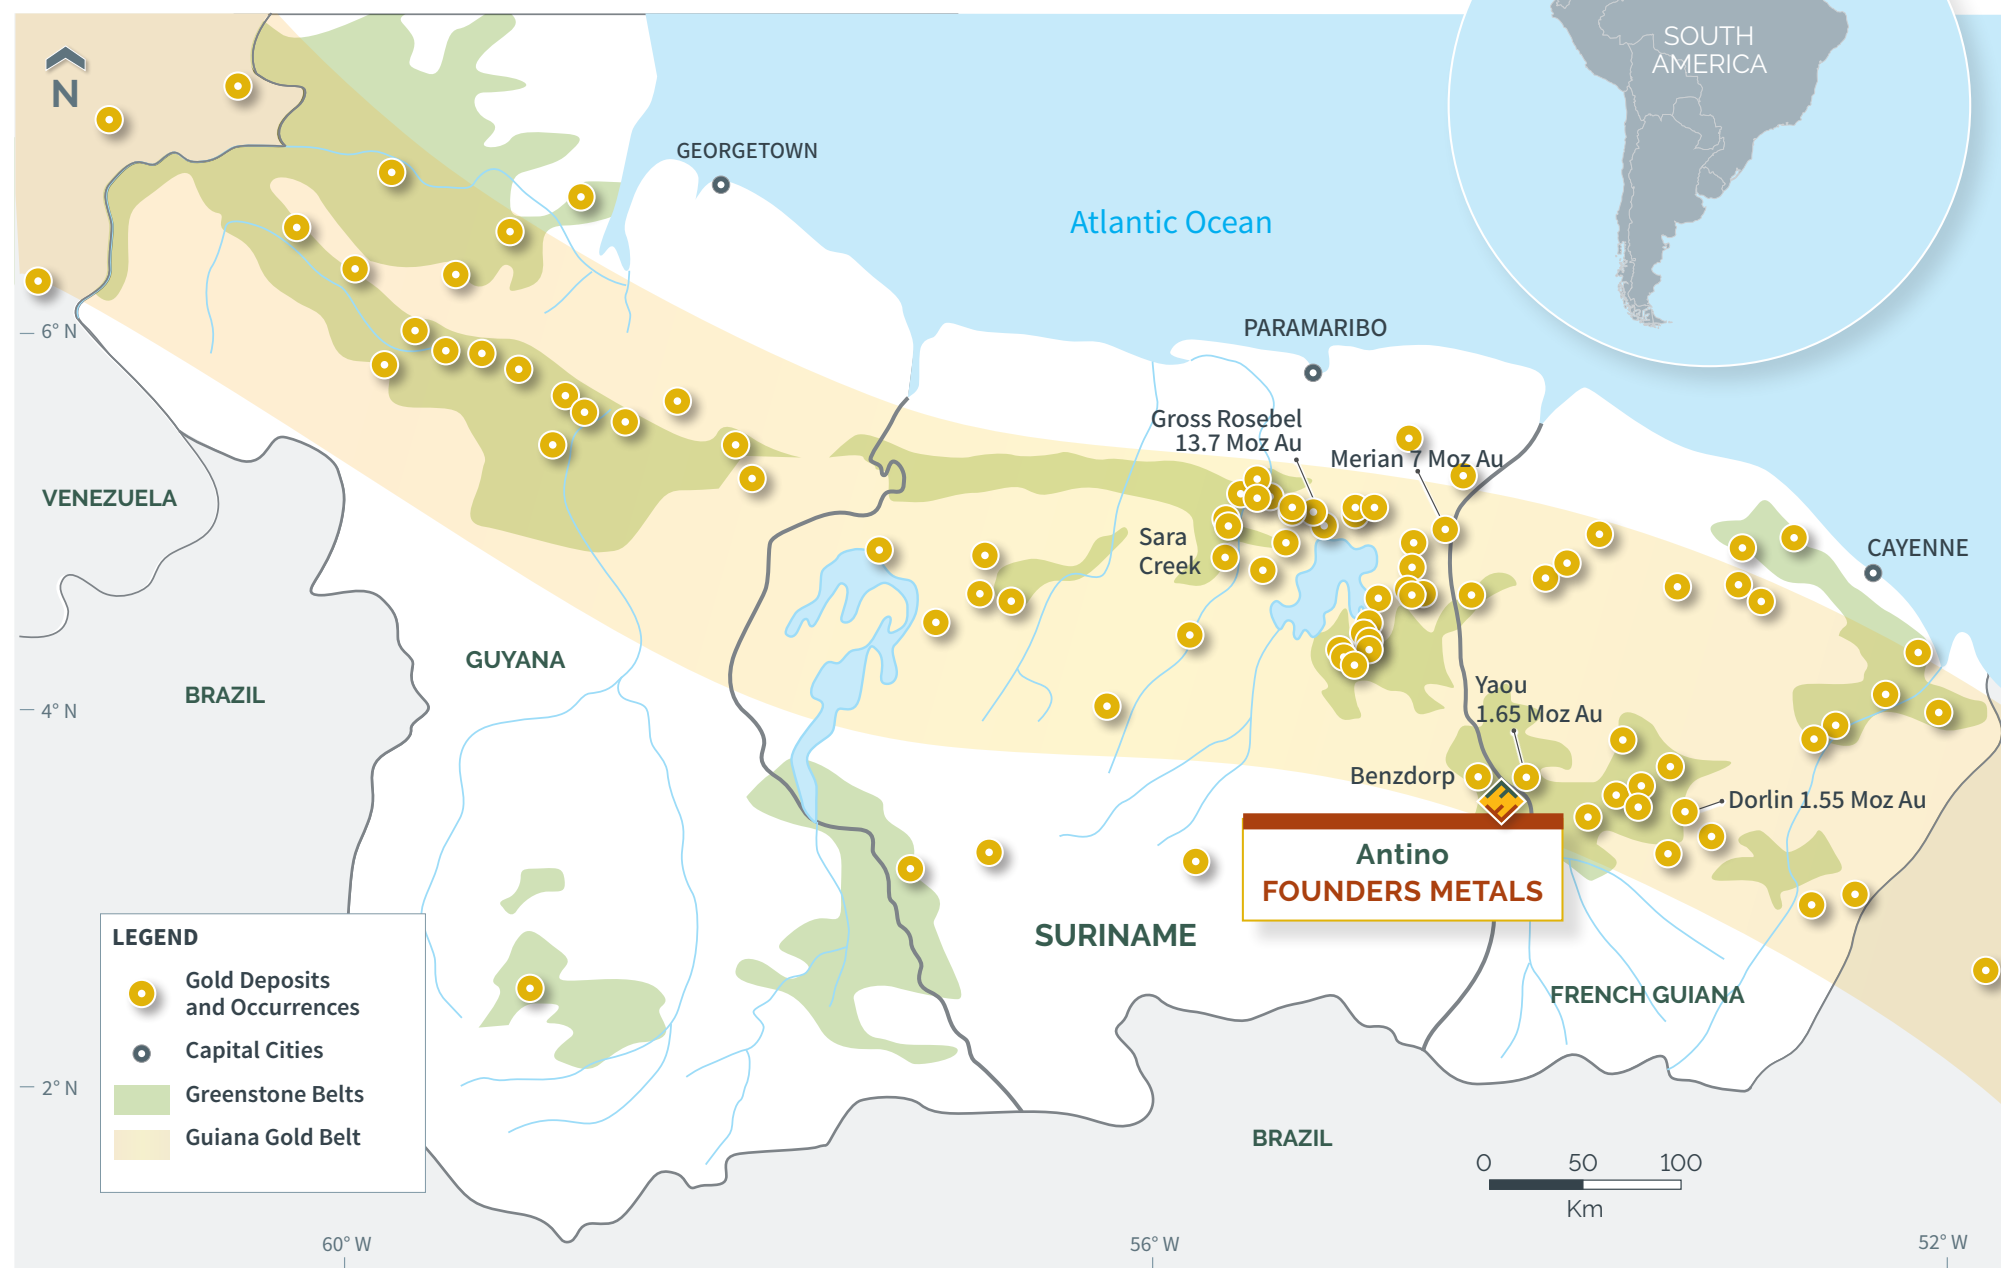 SOUTH
AMERICA
N
GEORGETOWN
Atlantic Ocean
PARAMARIBO
6° N
Gross Rosebel
13.7 Moz Au
Merian 7 Moz Au
VENEZUELA
Sara
Creek
CAYENNE
GUYANA
BRAZIL
4° N
Yaou
1.65 Moz Au
Benzdorp
Dorlin 1.55 Moz Au
Antino
FOUNDERS METALS
SURINAME
FRENCH GUIANA
LEGEND
Gold Deposits
and Occurrences
Capital Cities
Greenstone Belts
Guiana Gold Belt
2° N
BRAZIL
0 50 100
Km
60° W
56° W
52° W